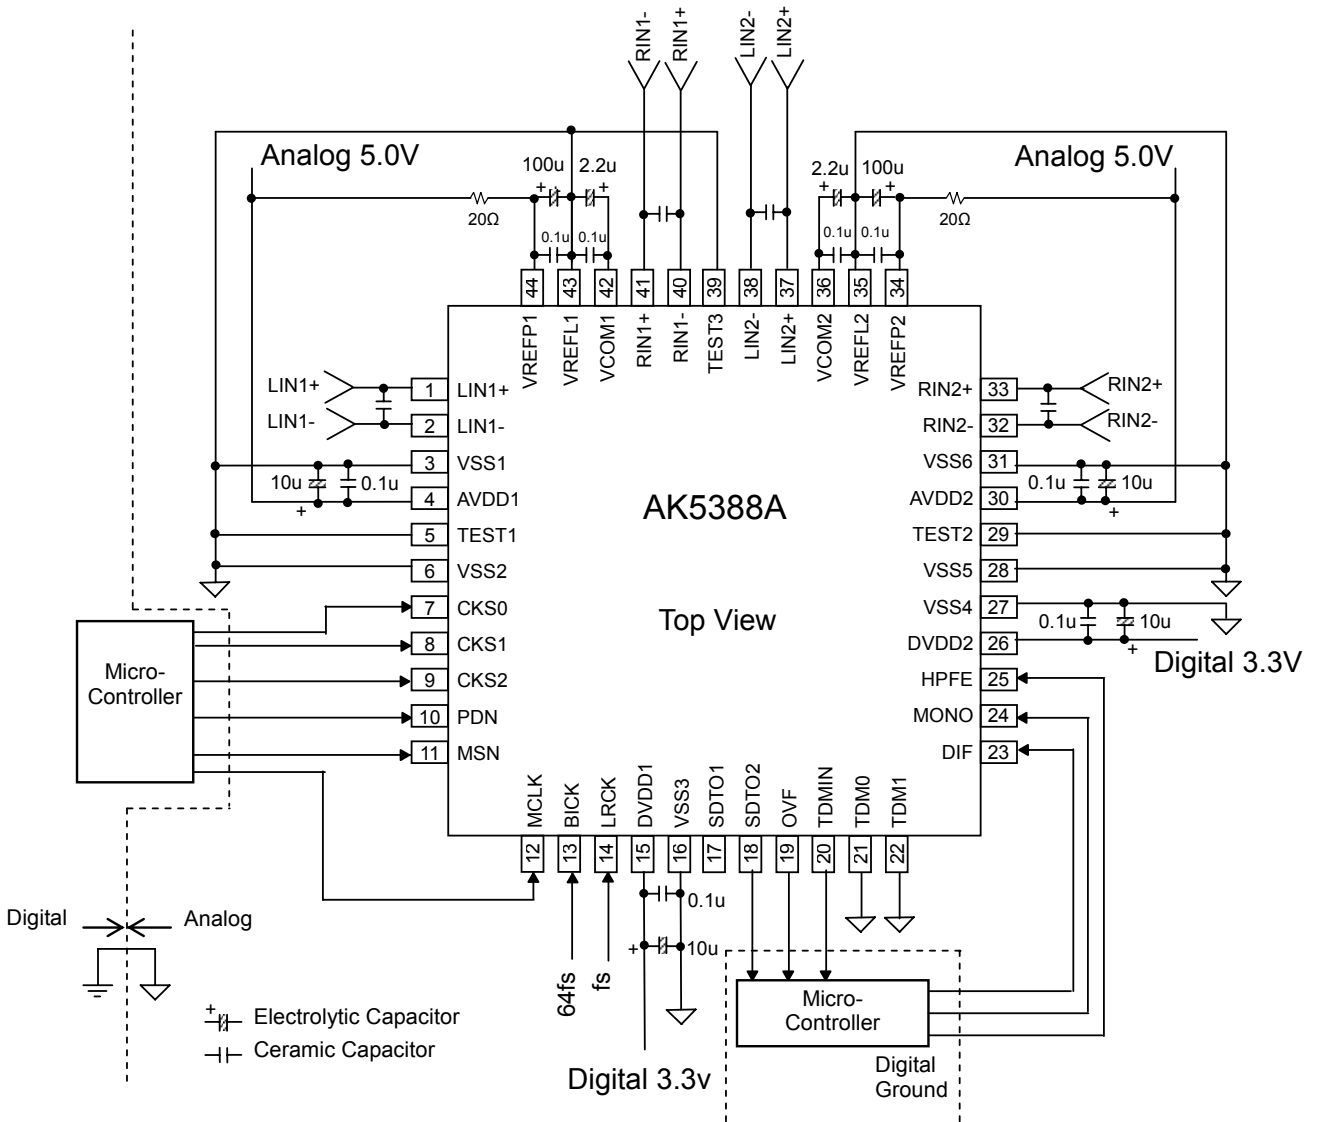 RIN1-
RIN1+
LIN2-
LIN2+
Analog 5.0V
100u
2.2u
2.2u
100u
Analog 5.0V
+
+
+
+
20Ω
20Ω
0.1u
0.1u
0.1u
0.1u
44
43
42
41
40
39
38
37
36
35
34
VREFP1
VREFL1
VCOM1
RIN1+
RIN1-
TEST3
LIN2-
LIN2+
VCOM2
VREFL2
VREFP2
LIN1+
1
LIN1+
RIN2+
33
RIN2+
LIN1-
2
LIN1-
RIN2-
32
RIN2-
3
VSS1
VSS6
31
10u
0.1u
0.1u
10u
+
4
AVDD1
AK5388A
AVDD2
30
+
5
TEST1
TEST2
29
6
VSS2
VSS5
28
7
CKS0
Top View
VSS4
27
0.1u
10u
8
CKS1
DVDD2
26
+
Digital 3.3V
Micro-
Controller
9
CKS2
HPFE
25
10
PDN
MONO
24
11
MSN
DIF
23
MCLK
BICK
LRCK
DVDD1
VSS3
SDTO1
SDTO2
OVF
TDMIN
TDM0
TDM1
12
13
14
15
16
17
18
19
20
21
22
0.1u
Digital
Analog
+
10u
64fs
fs
Micro-
Controller
+
Electrolytic Capacitor
Ceramic Capacitor
Digital 3.3v
Digital
Ground